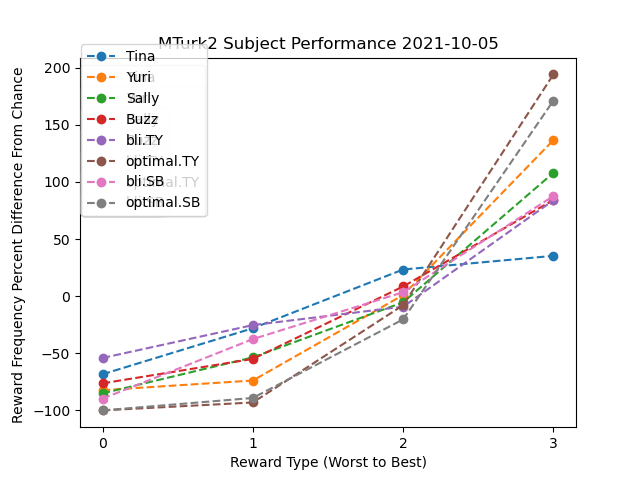 MTurk2 Subject Performance 2021-10-05
Reward Frequency Percent Difference From Chance
200
150
100
50
0
−50
−100
Tina
Yuri
Sally
Buzz
bli.TY
optimal.TY
bli.SB
optimal.SB
0 1 2 3
Reward Type (Worst to Best)